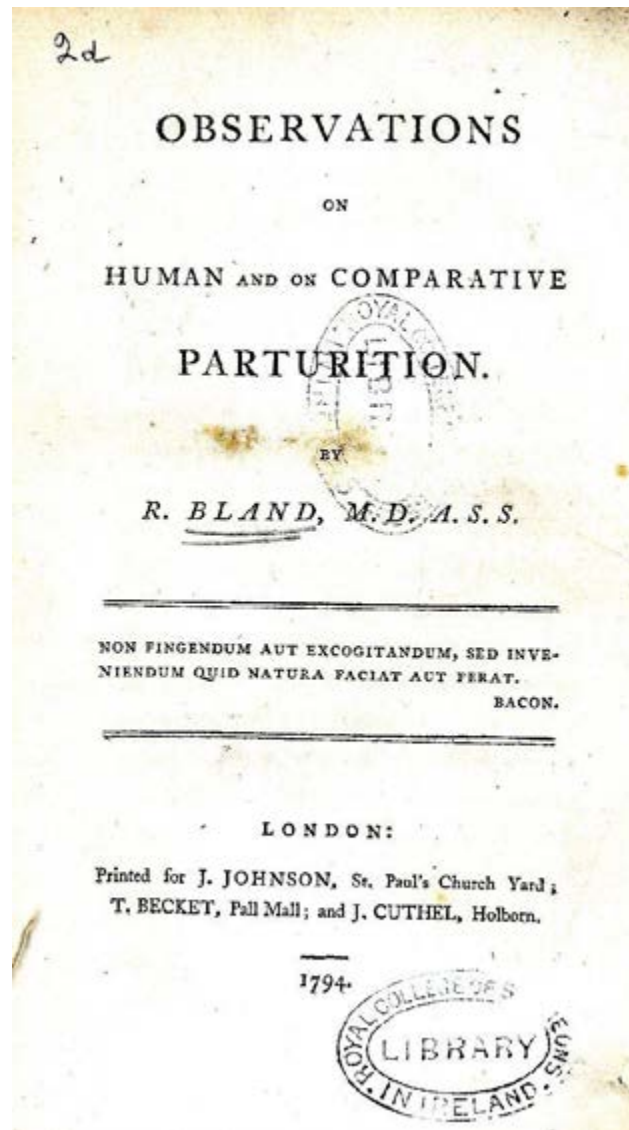 2d
OBSERVATIONS
ON
HUMAN AND ON COMPARATIVE
PARTURITION.
BY
R. BLAND, M.D. A.S.S.
NON FINGENDUM AUT EXCOGITANDUM, SED INVE-
NIENDUM QUID NATURA FACIAT AUT FERAT.
BACON.
LONDON:
Printed for J. JOHNSON, St. Paul's Church Yard;
T. BECKET, Pall Mall; and J. CUTHEL, Holborn.
1794.
ROYAL COLLEGE OF S EONS
LIBRARY
IN IRELAND.